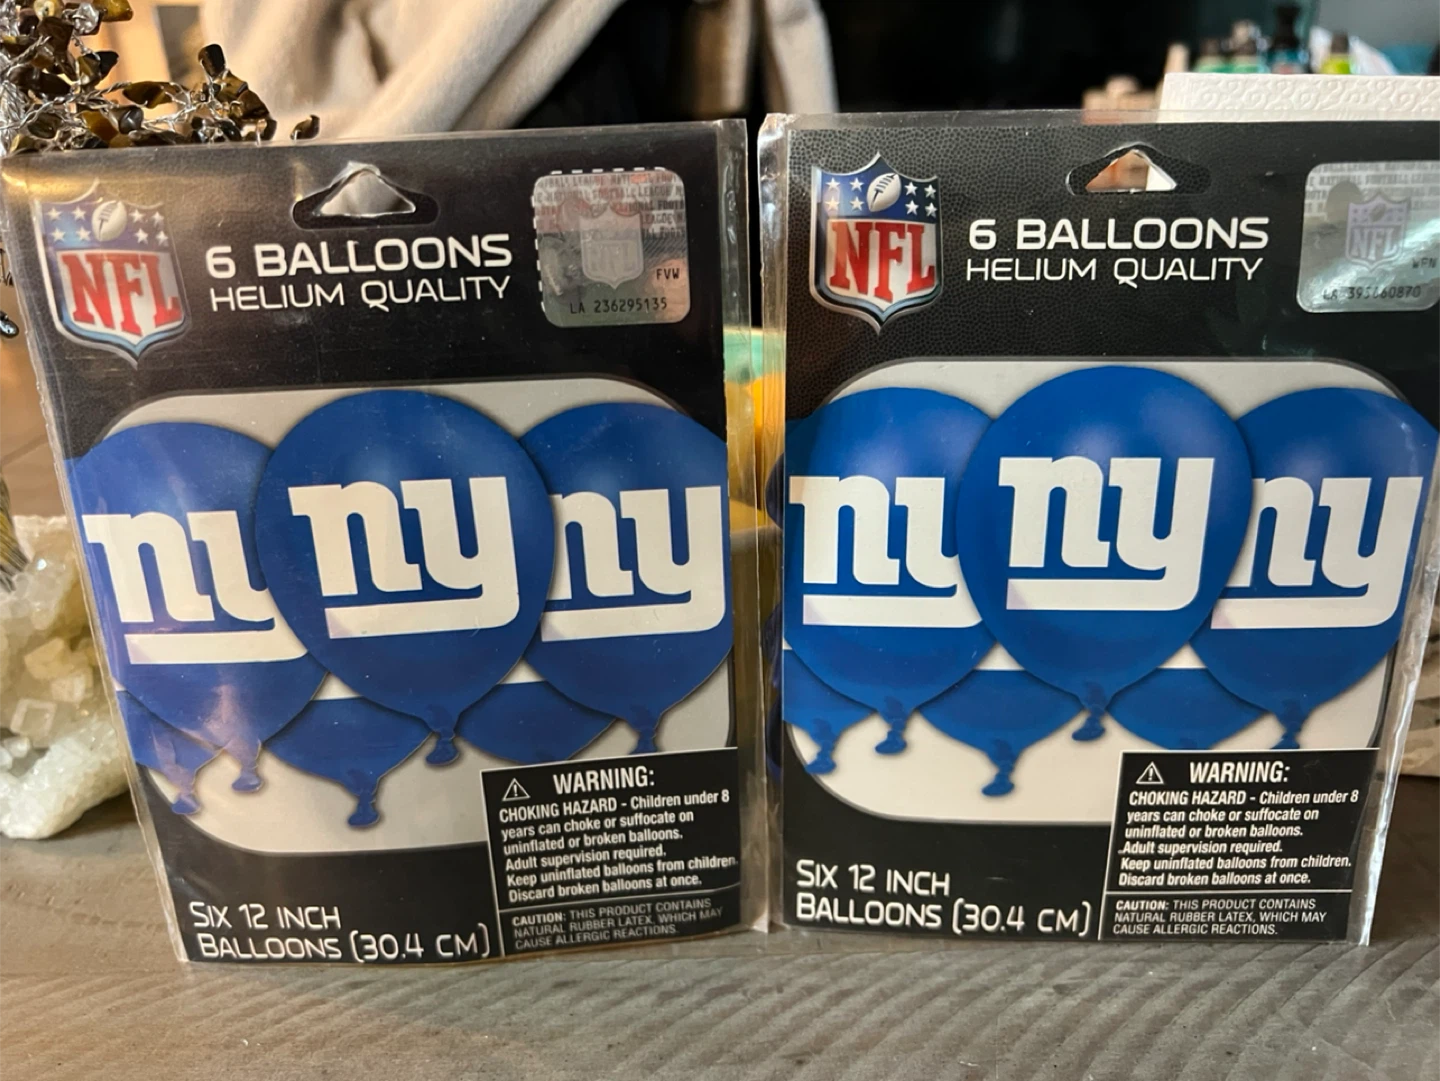 NFL
6 BALLOONS
HELIUM QUALITY
NFL
FVW
LA 236295135
ny
ny
ny
WARNING:
CHOKING HAZARD - Children under 8
years can choke or suffocate on
uninflated or broken balloons.
Adult supervision required.
Keep uninflated balloons from children.
Discard broken balloons at once.
CAUTION: THIS PRODUCT CONTAINS
NATURAL RUBBER LATEX, WHICH MAY
CAUSE ALLERGIC REACTIONS.
SIX 12 INCH
BALLOONS (30.4 CM)
NFL
6 BALLOONS
HELIUM QUALITY
NFL
ny
ny
ny
WARNING:
CHOKING HAZARD - Children under 8
years can choke or suffocate on
uninflated or broken balloons.
Adult supervision required.
Keep uninflated balloons from children.
Discard broken balloons at once.
CAUTION: THIS PRODUCT CONTAINS
NATURAL RUBBER LATEX, WHICH MAY
CAUSE ALLERGIC REACTIONS.
SIX 12 INCH
BALLOONS (30.4 CM)